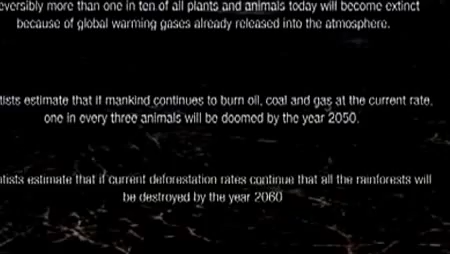 eversibly more than one in ten of all plants and animals today will become extinct
because of global warming gases already released into the atmosphere.
tists estimate that if mankind continues to burn oil, coal and gas at the current rate,
one in every three animals will be doomed by the year 2050.
tists estimate that if current deforestation rates continue that all the rainforests will
be destroyed by the year 2060